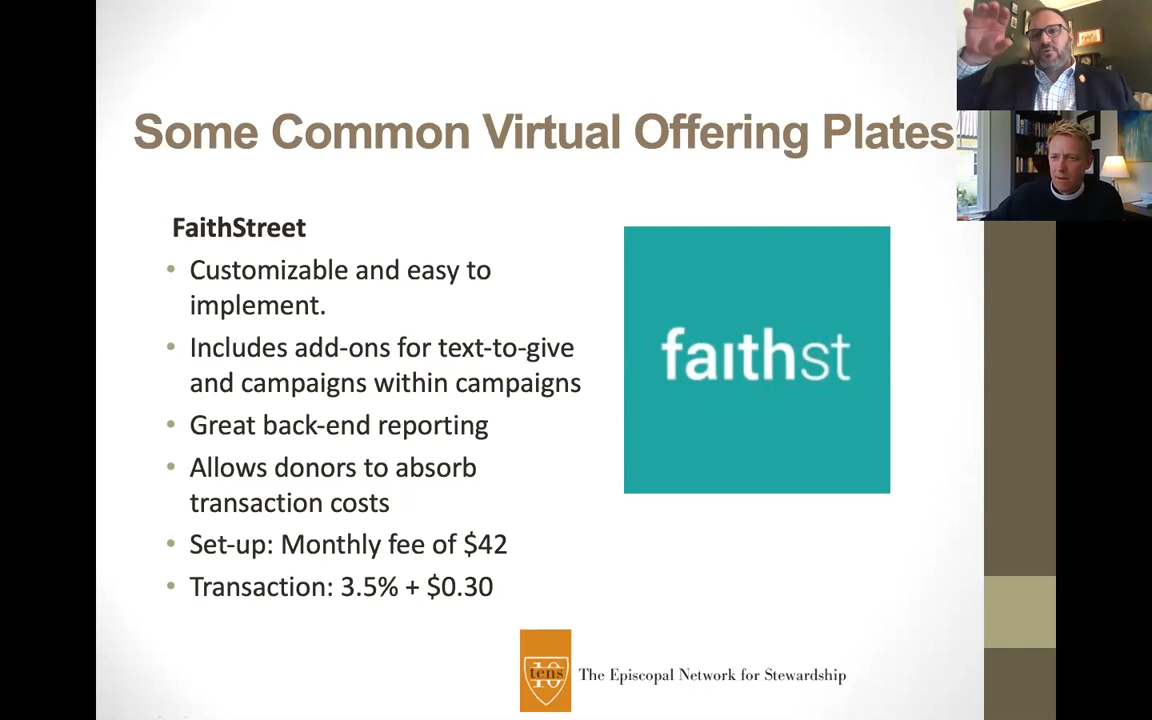 Some Common Virtual Offering Plates
FaithStreet
• Customizable and easy to
implement.
• Includes add-ons for text-to-give
and campaigns within campaigns
• Great back-end reporting
• Allows donors to absorb
transaction costs
• Set-up: Monthly fee of $42
• Transaction: 3.5% + $0.30
faithst
tens
10
The Episcopal Network for Stewardship